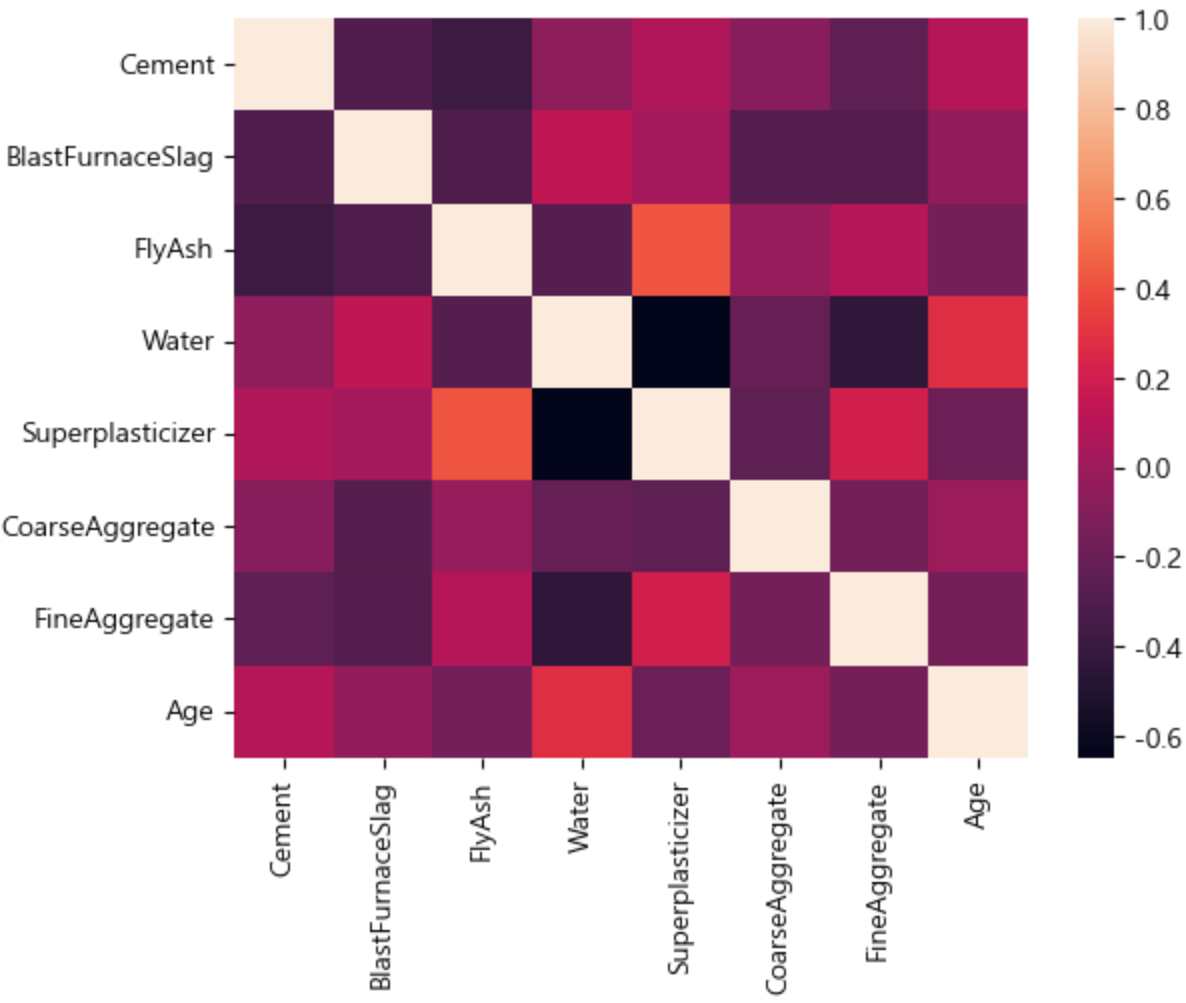 Cement
BlastFurnaceSlag
FlyAsh
Water
Superplasticizer
CoarseAggregate
FineAggregate
Age
Cement
BlastFurnaceSlag
FlyAsh
Water
Superplasticizer
CoarseAggregate
FineAggregate
Age
1.0
0.8
0.6
0.4
0.2
0.0
-0.2
-0.4
-0.6